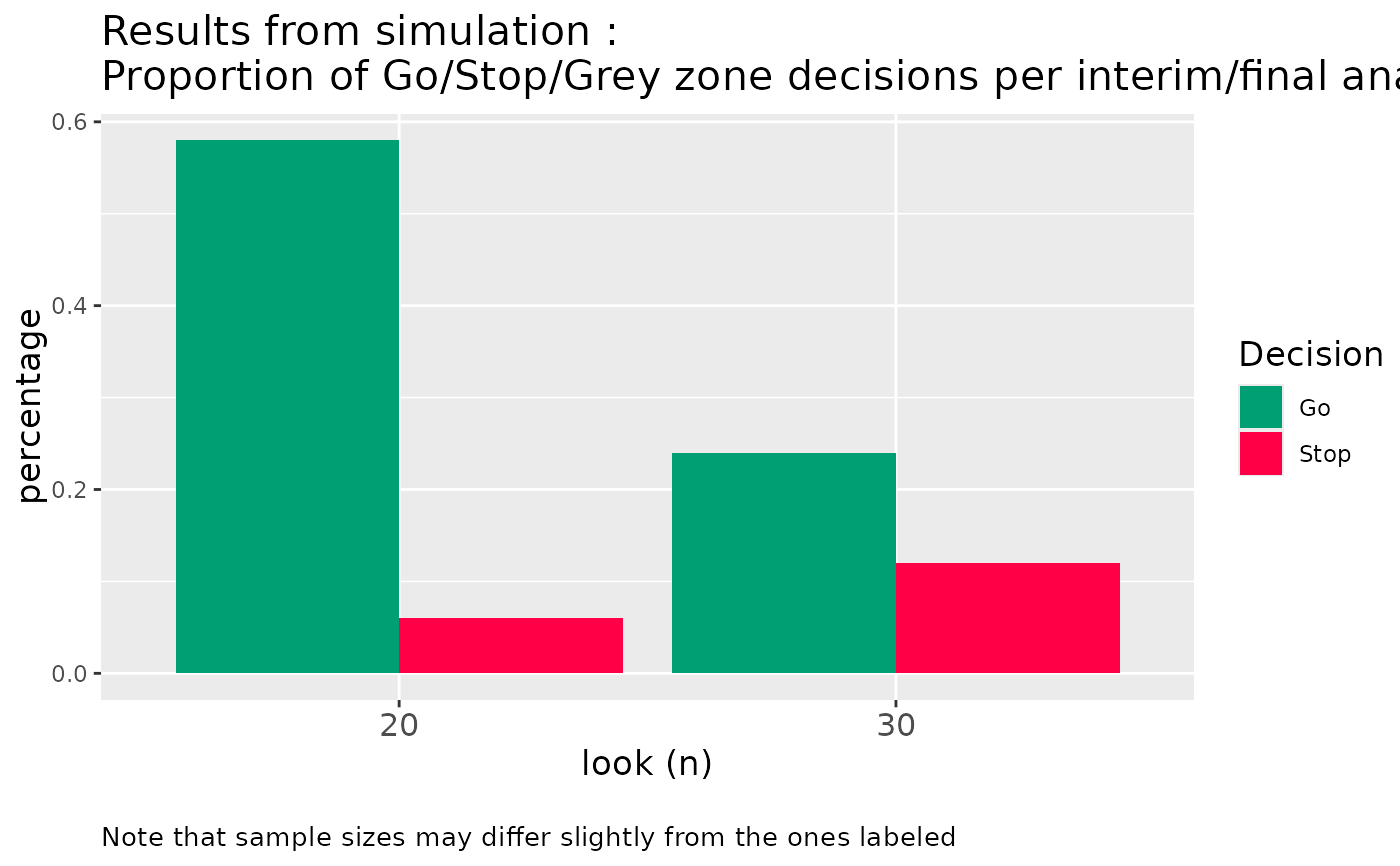 Results from simulation :
Proportion of Go/Stop/Grey zone decisions per interim/final
0.6
0.4
0.2
0.0
percentage
20
30
look (n)
Decision
Go
Stop
Note that sample sizes may differ slightly from the ones labeled